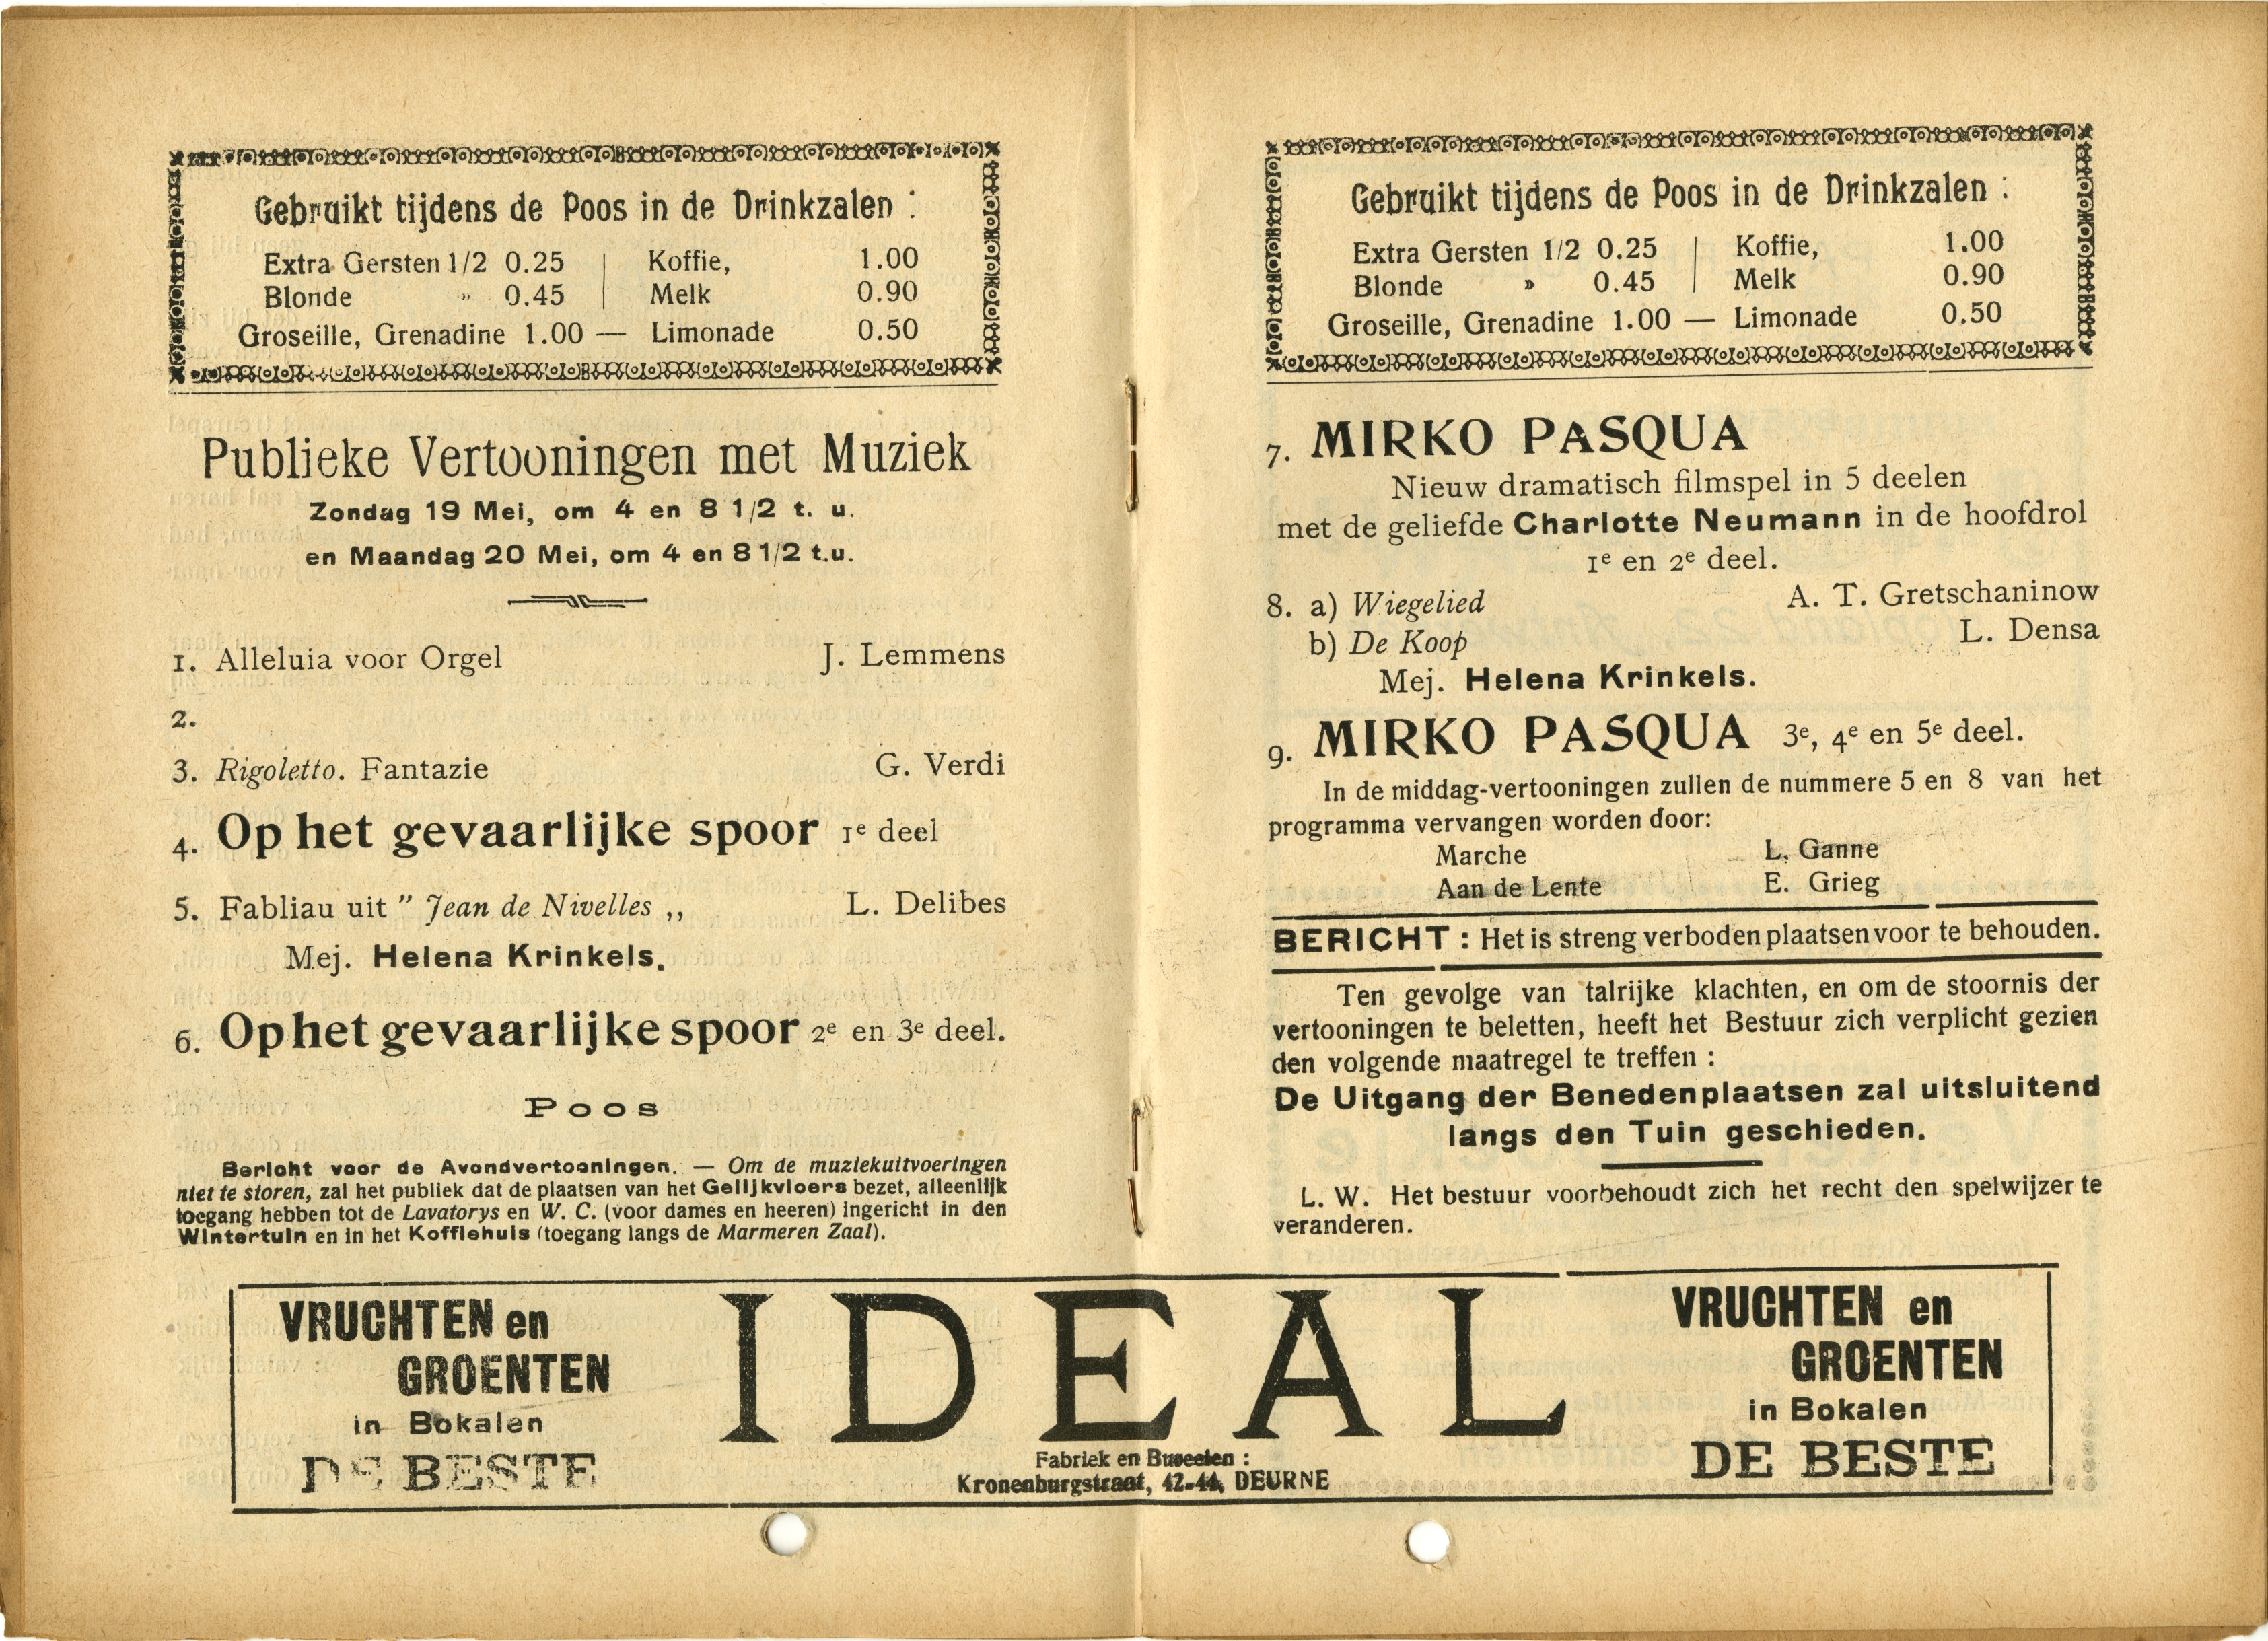 Gebruikt tijdens de Poos in de Drinkzalen :
Extra Gersten 1/2 0.25 | Koffie, 1.00
Blonde " 0.45 | Melk 0.90
Groseille, Grenadine 1.00 — Limonade 0.50
Publieke Vertooningen met Muziek
Zondag 19 Mei, om 4 en 8 1/2 t. u.
en Maandag 20 Mei, om 4 en 8 1/2 t.u.
1. Alleluia voor Orgel J. Lemmens
2.
3. Rigoletto. Fantazie G. Verdi
4. Op het gevaarlijke spoor 1e deel
5. Fabliau uit " Jean de Nivelles ,, L. Delibes
Mej. Helena Krinkels.
6. Op het gevaarlijke spoor 2e en 3e deel.
Poos
Bericht voor de Avondvertooningen. — Om de muziekuitvoeringen
niet te storen, zal het publiek dat de plaatsen van het Gelijkvloers bezet, alleenlijk
toegang hebben tot de Lavatorys en W. C. (voor dames en heeren) ingericht in den
Wintertuin en in het Koffiehuis (toegang langs de Marmeren Zaal).
Gebruikt tijdens de Poos in de Drinkzalen :
Extra Gersten 1/2 0.25 | Koffie, 1.00
Blonde » 0.45 | Melk 0.90
Groseille, Grenadine 1.00 — Limonade 0.50
7. MIRKO PASQUA
Nieuw dramatisch filmspel in 5 deelen
met de geliefde Charlotte Neumann in de hoofdrol
1e en 2e deel.
8. a) Wiegelied A. T. Gretschaninow
b) De Koop L. Densa
Mej. Helena Krinkels.
9. MIRKO PASQUA 3e, 4e en 5e deel.
In de middag-vertooningen zullen de nummere 5 en 8 van het
programma vervangen worden door:
Marche L. Ganne
Aan de Lente E. Grieg
BERICHT : Het is streng verboden plaatsen voor te behouden.
Ten gevolge van talrijke klachten, en om de stoornis der
vertooningen te beletten, heeft het Bestuur zich verplicht gezien
den volgende maatregel te treffen :
De Uitgang der Benedenplaatsen zal uitsluitend
langs den Tuin geschieden.
L. W. Het bestuur voorbehoudt zich het recht den spelwijzer te
veranderen.
VRUCHTEN en
GROENTEN
in Bokalen
DE BESTE
IDEAL
Fabriek en Bureelen :
Kronenburgstraat, 42-44, DEURNE
VRUCHTEN en
GROENTEN
in Bokalen
DE BESTE